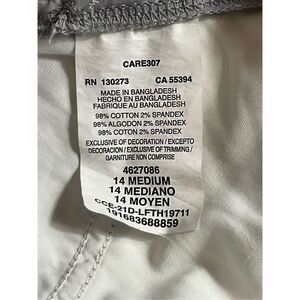 CARE307
RN 130273 CA 55394
MADE IN BANGLADESH
HECHO EN BANGLADESH
FABRIQUE AU BANGLADESH
98% COTTON 2% SPANDEX
98% ALGODON 2% SPANDEX
98% COTON 2% SPANDEX
EXCLUSIVE OF DECORATION / EXCEPTO
DECORACION / EXCLUSIVE OF TRIMMING /
GARNITURE NON COMPRISE
4627086
14 MEDIUM
14 MEDIANO
14 MOYEN
CCE-21D-LFTH19711
191683688859